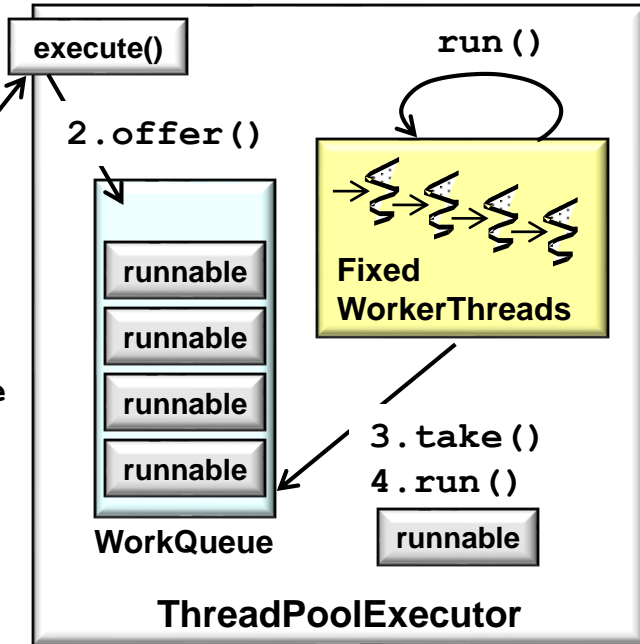 execute()
run()
2.offer()
runnable
runnable
runnable
runnable
Fixed
WorkerThreads
e
3.take()
4.run()
WorkQueue
runnable
ThreadPoolExecutor